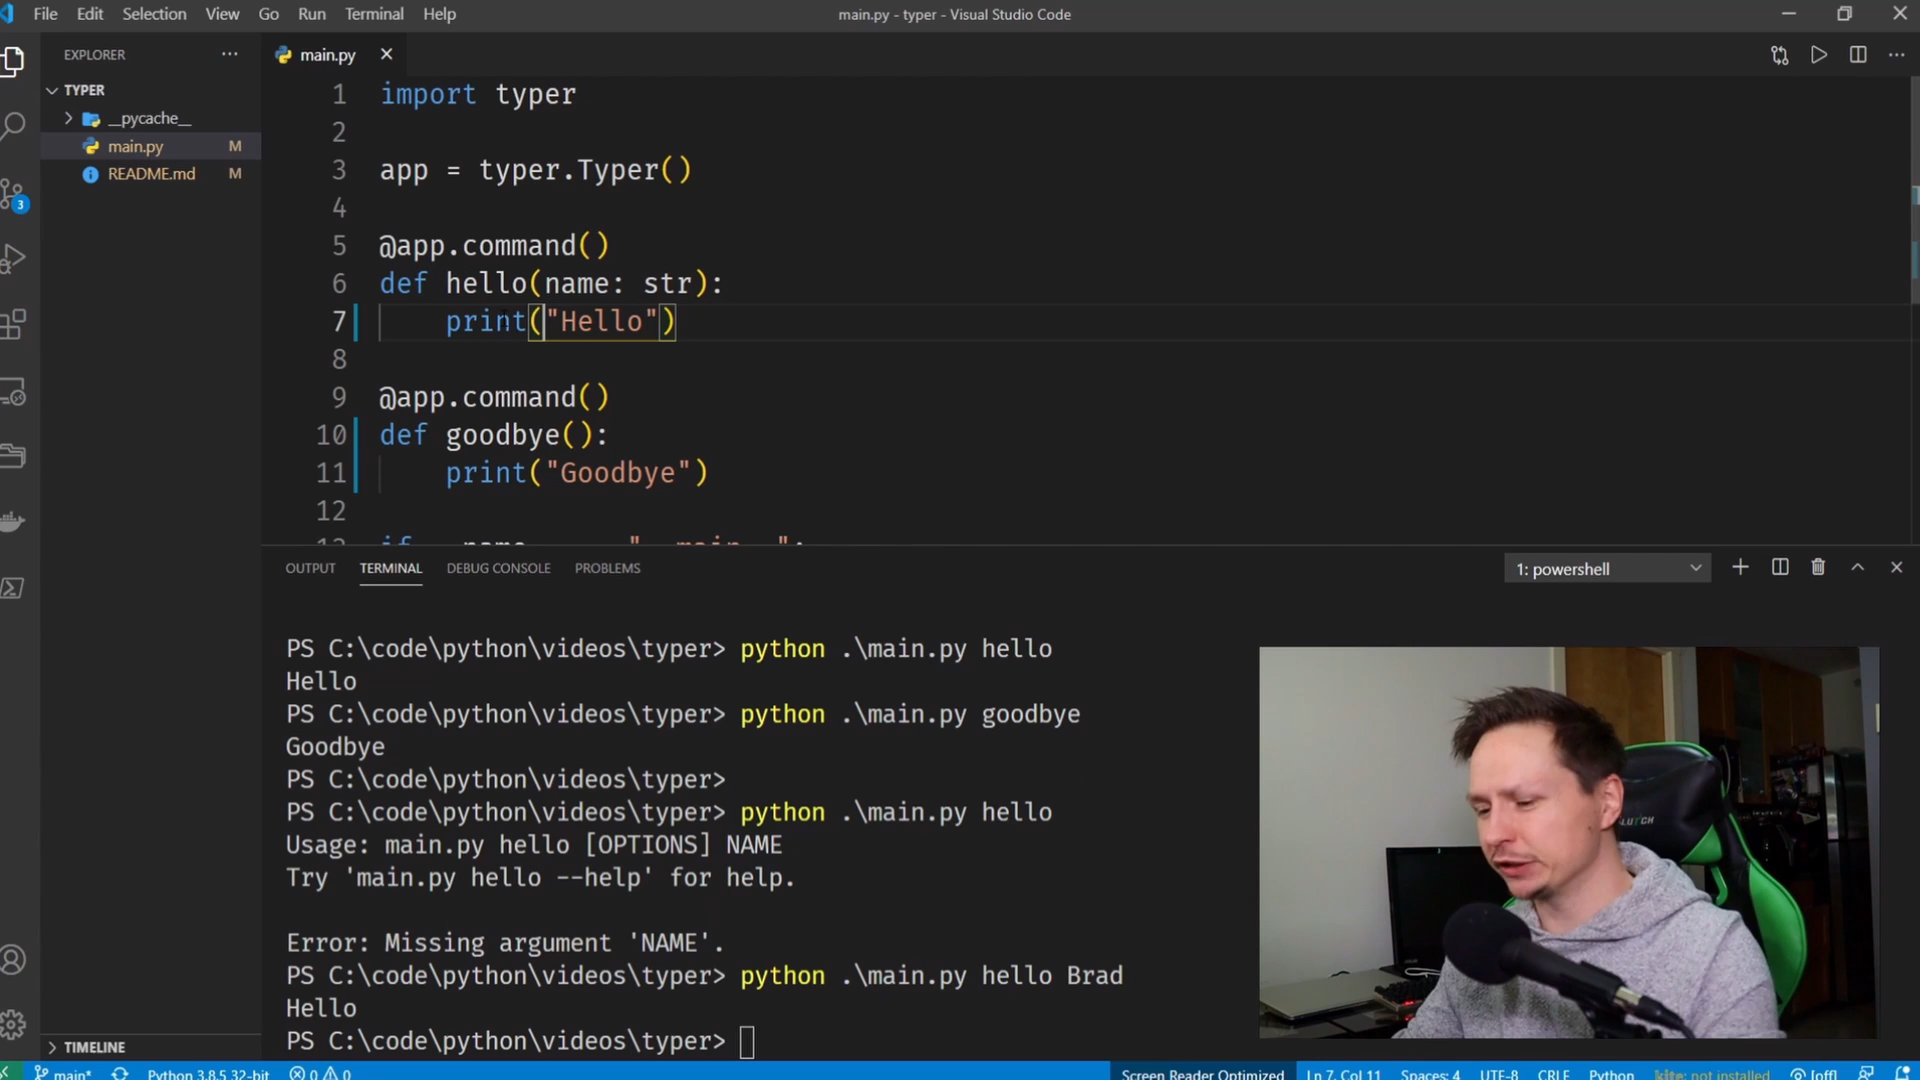 File Edit Selection View Go Run Terminal Help
main.py - typer - Visual Studio Code
EXPLORER
TYPER
__pycache__
main.py M
README.md M
3
TIMELINE
main.py
1 import typer
2
3 app = typer.Typer()
4
5 @app.command()
6 def hello(name: str):
7 print("Hello")
8
9 @app.command()
10 def goodbye():
11 print("Goodbye")
12
13 if __name__ == "__main__":
OUTPUT TERMINAL DEBUG CONSOLE PROBLEMS
1: powershell
PS C:\code\python\videos\typer> python .\main.py hello
Hello
PS C:\code\python\videos\typer> python .\main.py goodbye
Goodbye
PS C:\code\python\videos\typer>
PS C:\code\python\videos\typer> python .\main.py hello
Usage: main.py hello [OPTIONS] NAME
Try 'main.py hello --help' for help.
Error: Missing argument 'NAME'.
PS C:\code\python\videos\typer> python .\main.py hello Brad
Hello
PS C:\code\python\videos\typer>
main* Python 3.8.5 32-bit 0 0 Screen Reader Optimized Ln 7, Col 11 Spaces: 4 UTF-8 CRLF Python kite: not installed [off]